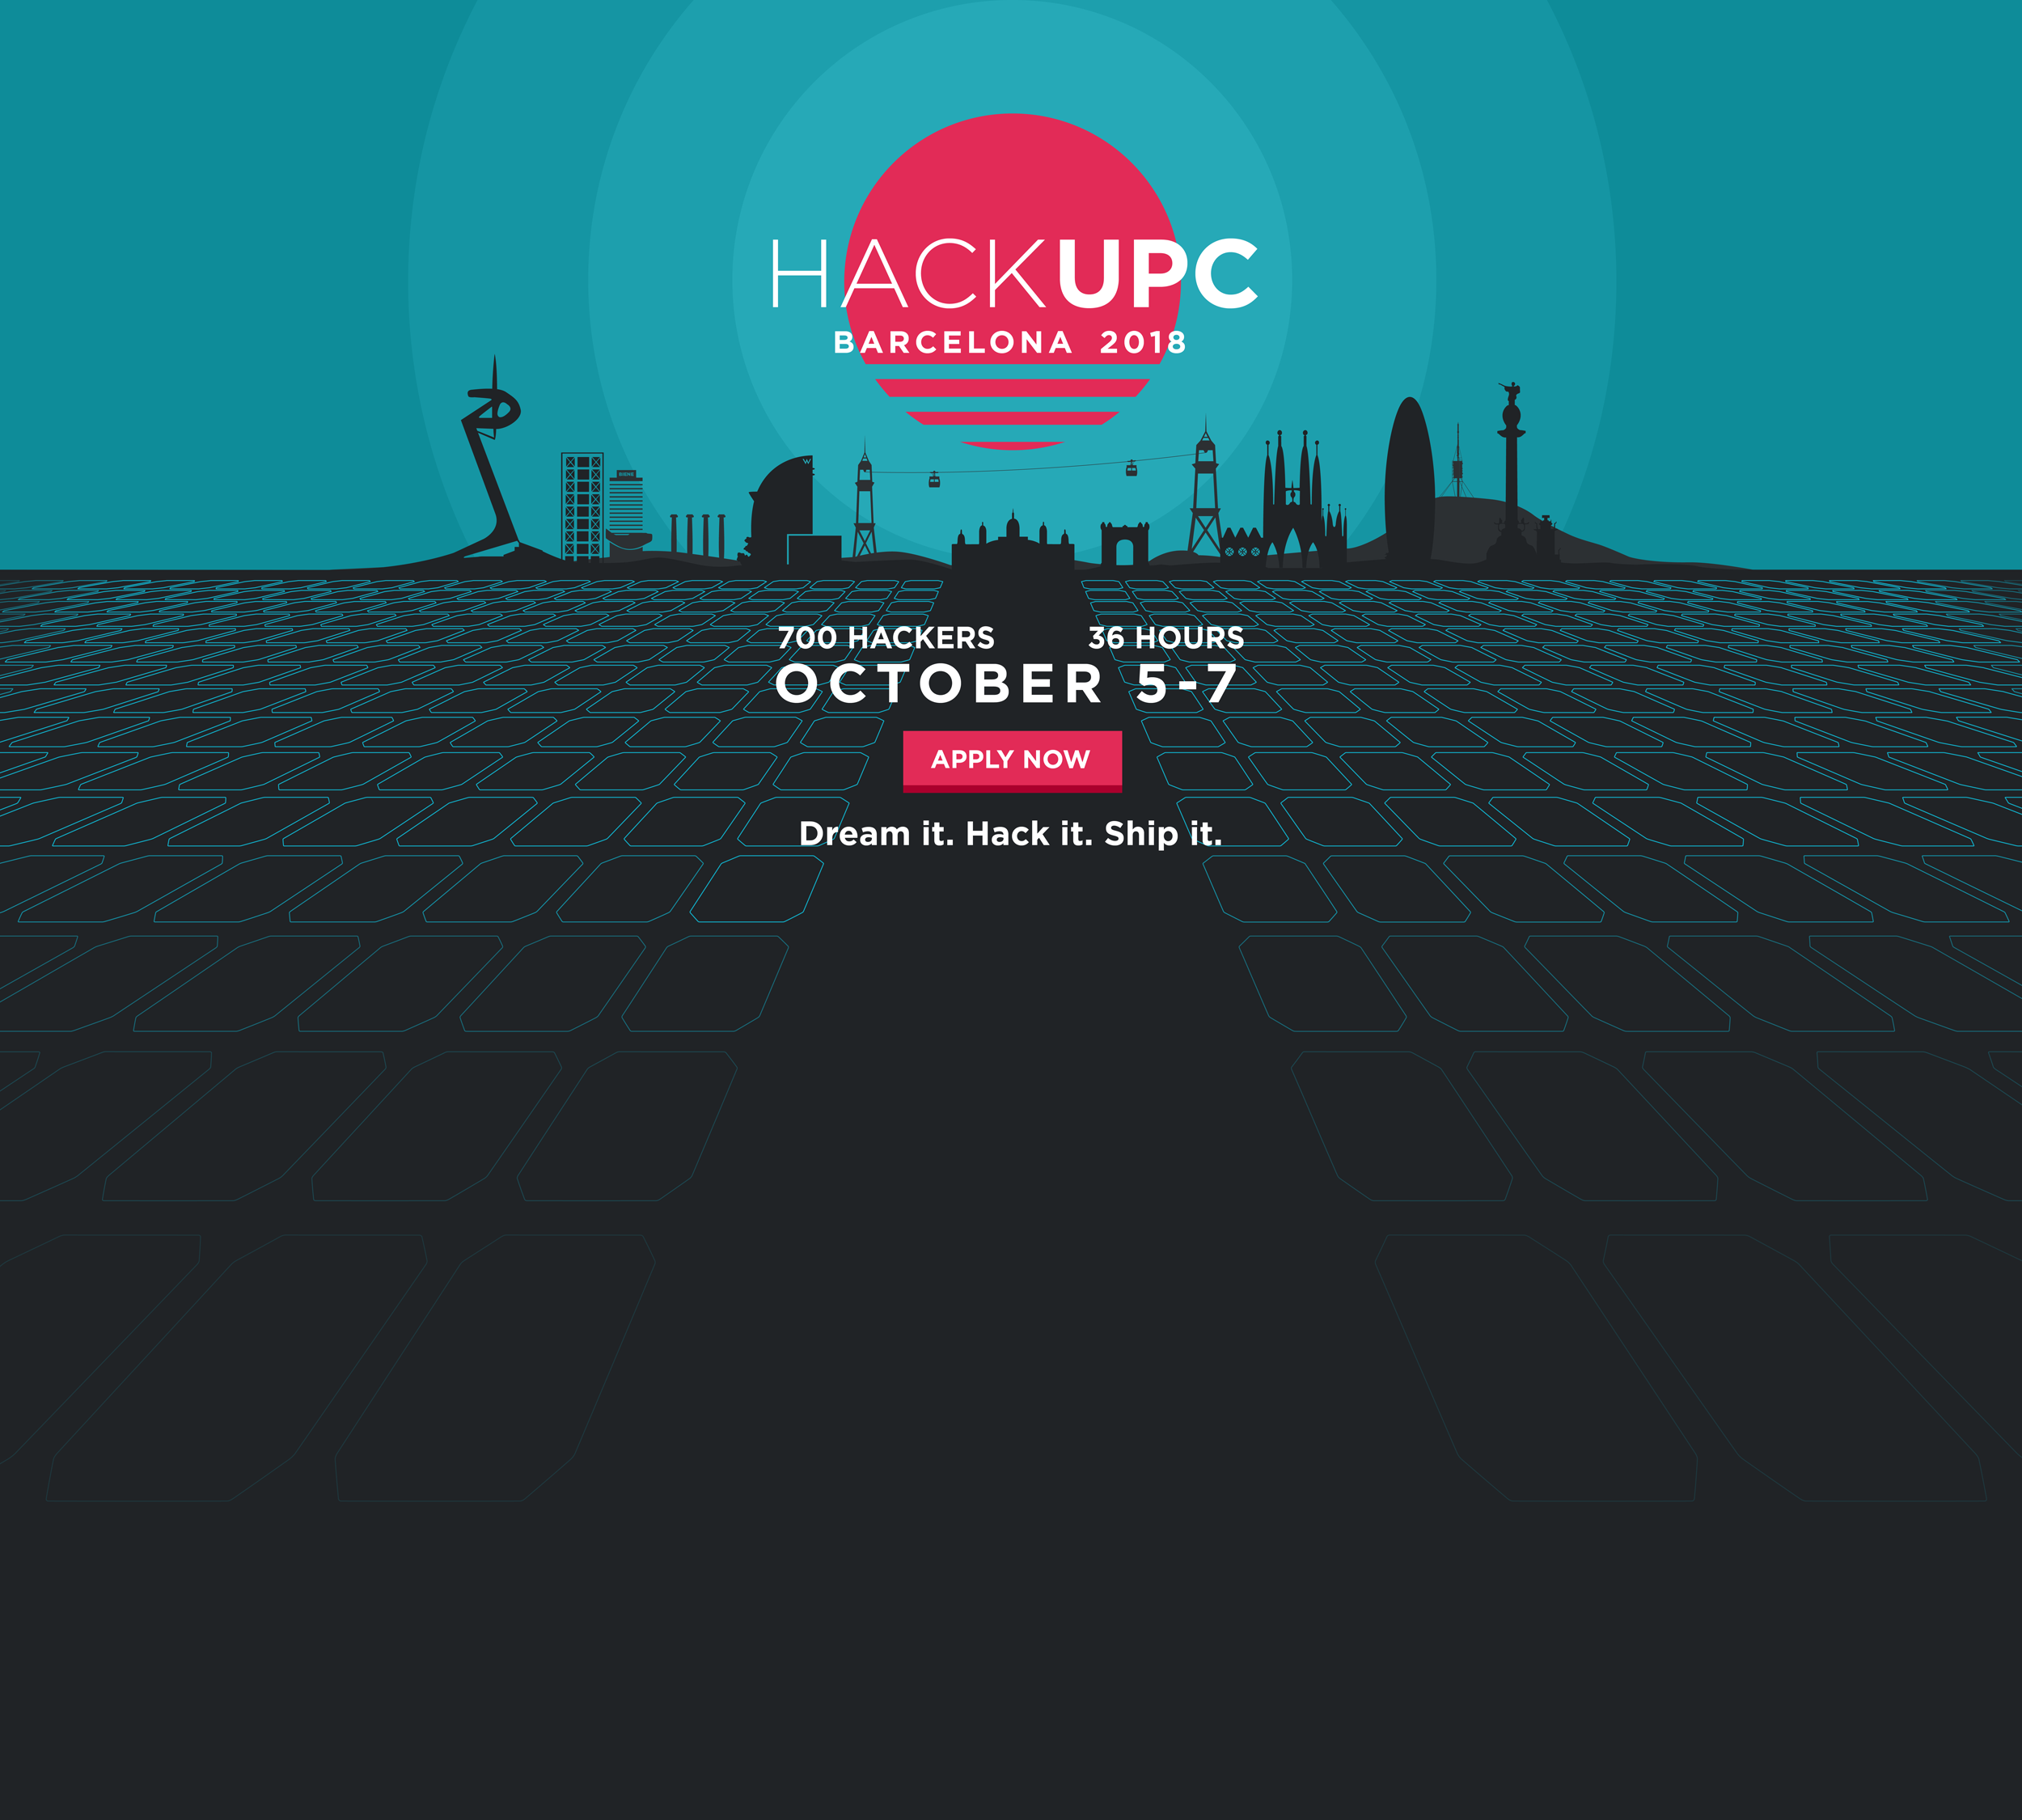 HACKUPC
BARCELONA 2018
W
700 HACKERS 36 HOURS
OCTOBER 5-7
APPLY NOW
Dream it. Hack it. Ship it.